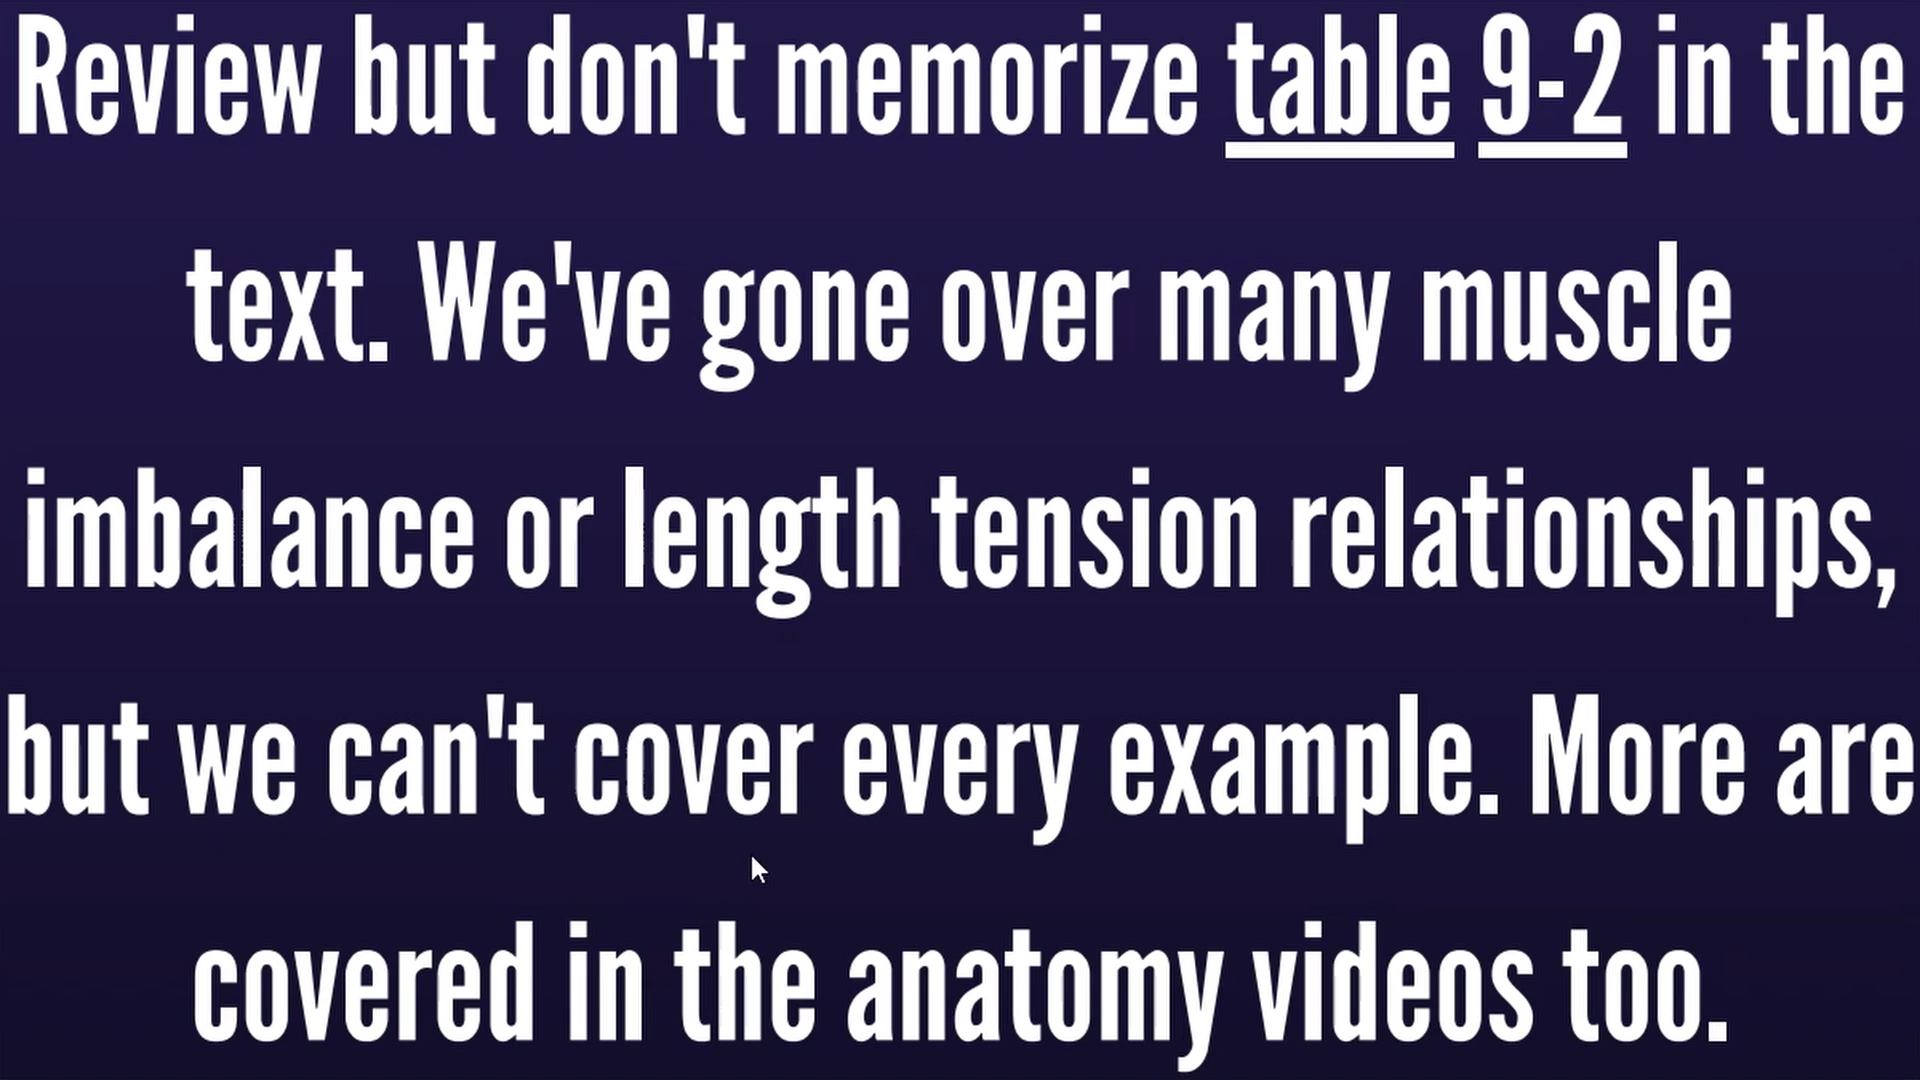 Review but don't memorize table 9-2 in the
text. We've gone over many muscle
imbalance or length tension relationships,
but we can't cover every example. More are
covered in the anatomy videos too.